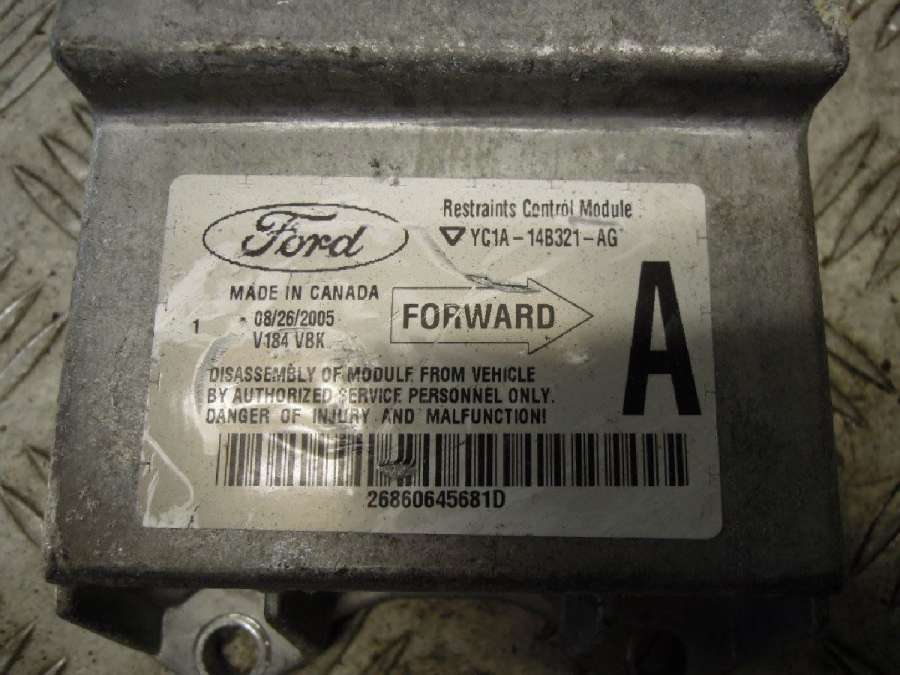 Ford
Restraints Control Module
YC1A-14B321-AG
MADE IN CANADA
1
08/26/2005
V184 VBK
FORWARD
A
DISASSEMBLY OF MODULE FROM VEHICLE
BY AUTHORIZED SERVICE PERSONNEL ONLY.
DANGER OF INJURY AND MALFUNCTION!
26860645681D